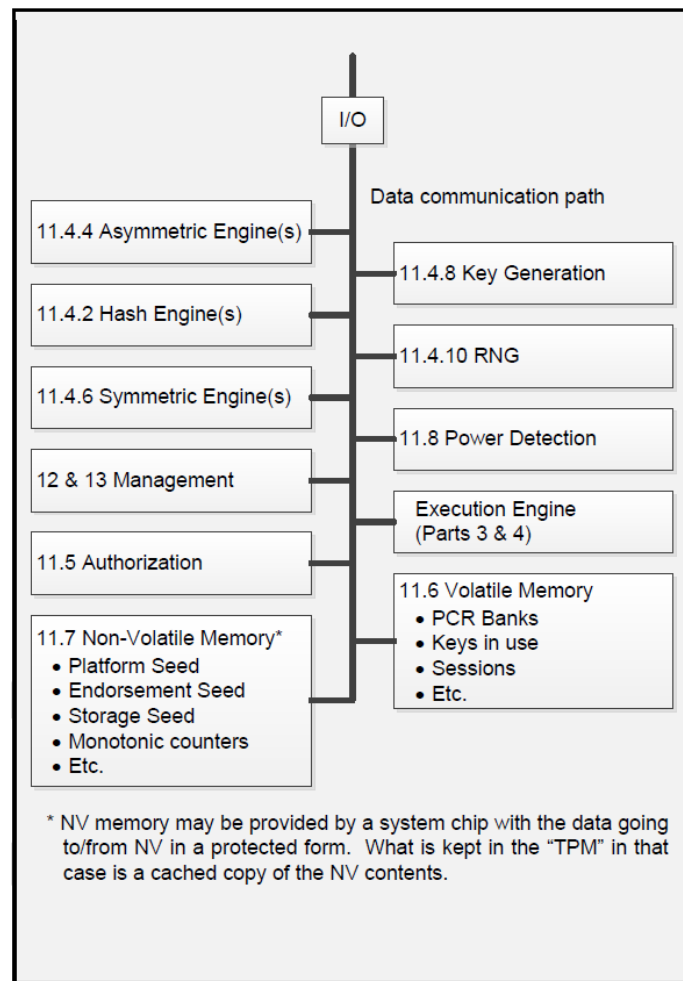 I/O
Data communication path
11.4.4 Asymmetric Engine(s)
11.4.8 Key Generation
11.4.2 Hash Engine(s)
11.4.10 RNG
11.4.6 Symmetric Engine(s)
11.8 Power Detection
12 & 13 Management
Execution Engine
(Parts 3 & 4)
11.5 Authorization
11.6 Volatile Memory
• PCR Banks
• Keys in use
• Sessions
• Etc.
11.7 Non-Volatile Memory*
• Platform Seed
• Endorsement Seed
• Storage Seed
• Monotonic counters
• Etc.
* NV memory may be provided by a system chip with the data going
to/from NV in a protected form. What is kept in the “TPM” in that
case is a cached copy of the NV contents.